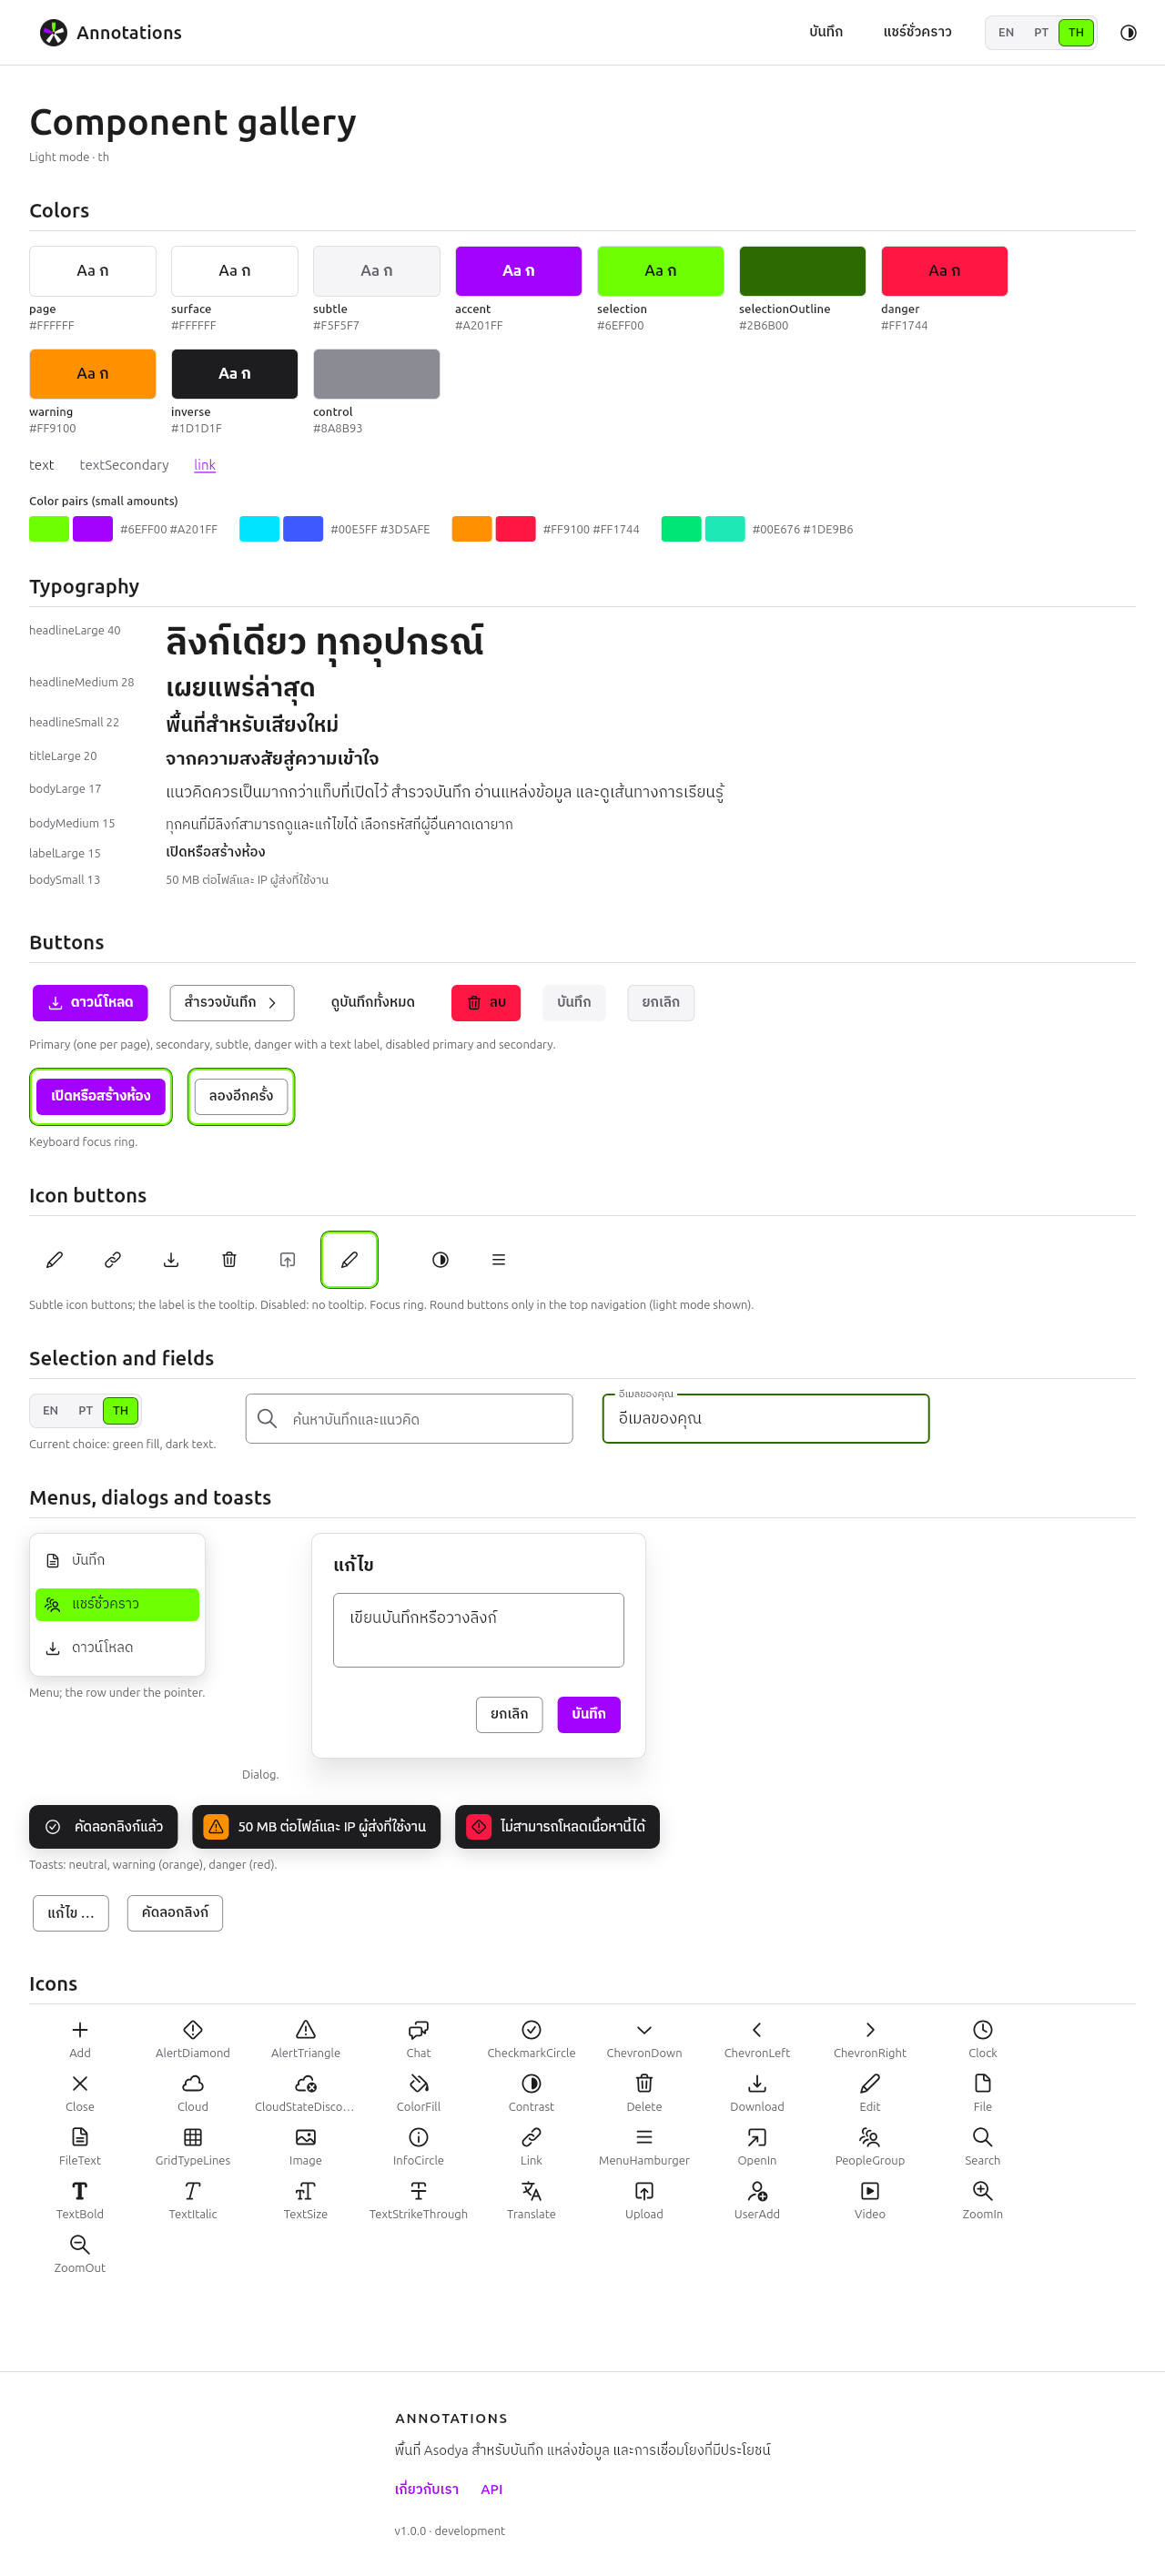 Annotations
บันทึก
แชร์ชั่วคราว
EN PT TH
Component gallery
Light mode · th
Colors
Aa ก Aa ก Aa ก Aa ก Aa ก Aa ก
page surface subtle accent selection selectionOutline danger
#FFFFFF #FFFFFF #F5F5F7 #A201FF #6EFF00 #2B6B00 #FF1744
Aa ก Aa ก
warning inverse control
#FF9100 #1D1D1F #8A8B93
text textSecondary link
Color pairs (small amounts)
#6EFF00 #A201FF #00E5FF #3D5AFE #FF9100 #FF1744 #00E676 #1DE9B6
Typography
headlineLarge 40 ลิงก์เดียว ทุกอุปกรณ์
headlineMedium 28 เผยแพร่ล่าสุด
headlineSmall 22 พื้นที่สำหรับเสียงใหม่
titleLarge 20 จากความสงสัยสู่ความเข้าใจ
bodyLarge 17 แนวคิดควรเป็นมากกว่าแท็บที่เปิดไว้ สำรวจบันทึก อ่านแหล่งข้อมูล และดูเส้นทางการเรียนรู้
bodyMedium 15 ทุกคนที่มีลิงก์สามารถดูและแก้ไขได้ เลือกรหัสที่ผู้อื่นคาดเดายาก
labelLarge 15 เปิดหรือสร้างห้อง
bodySmall 13 50 MB ต่อไฟล์และ IP ผู้ส่งที่ใช้งาน
Buttons
ดาวน์โหลด สำรวจบันทึก ดูบันทึกทั้งหมด ลบ บันทึก ยกเลิก
Primary (one per page), secondary, subtle, danger with a text label, disabled primary and secondary.
เปิดหรือสร้างห้อง ลองอีกครั้ง
Keyboard focus ring.
Icon buttons
Subtle icon buttons; the label is the tooltip. Disabled: no tooltip. Focus ring. Round buttons only in the top navigation (light mode shown).
Selection and fields
EN PT TH
Current choice: green fill, dark text.
ค้นหาบันทึกและแนวคิด
อีเมลของคุณ
อีเมลของคุณ
Menus, dialogs and toasts
บันทึก
แชร์ชั่วคราว
ดาวน์โหลด
Menu; the row under the pointer.
แก้ไข
เขียนบันทึกหรือวางลิงก์
ยกเลิก บันทึก
Dialog.
คัดลอกลิงก์แล้ว 50 MB ต่อไฟล์และ IP ผู้ส่งที่ใช้งาน ไม่สามารถโหลดเนื้อหานี้ได้
Toasts: neutral, warning (orange), danger (red).
แก้ไข ... คัดลอกลิงก์
Icons
Add AlertDiamond AlertTriangle Chat CheckmarkCircle ChevronDown ChevronLeft ChevronRight Clock
Close Cloud CloudStateDisco... ColorFill Contrast Delete Download Edit File
FileText GridTypeLines Image InfoCircle Link MenuHamburger OpenIn PeopleGroup Search
TextBold TextItalic TextSize TextStrikeThrough Translate Upload UserAdd Video ZoomIn
ZoomOut
ANNOTATIONS
พื้นที่ Asodya สำหรับบันทึก แหล่งข้อมูล และการเชื่อมโยงที่มีประโยชน์
เกี่ยวกับเรา API
v1.0.0 · development